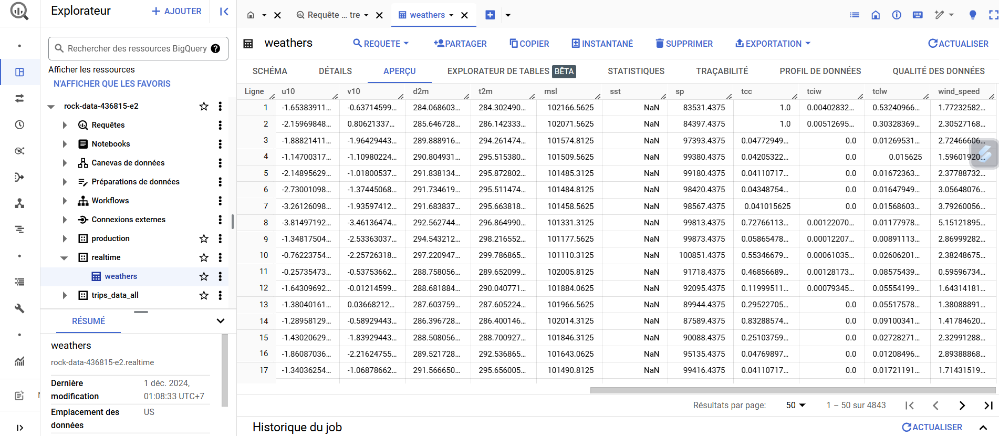 Explorateur
AJOUTER
Rechercher des ressources BigQuery
Afficher les ressources
N'AFFICHER QUE LES FAVORIS
rock-data-436815-e2
Requêtes
Notebooks
Canevas de données
Préparations de données
Workflows
Connexions externes
production
realtime
weathers
trips_data_all
RÉSUMÉ
weathers
rock-data-436815-e2.realtime
Dernière modification 1 déc. 2024, 01:08:33 UTC+7
Emplacement des données US
Requête ... tre
weathers
weathers
REQUÊTE PARTAGER COPIER INSTANTANÉ SUPPRIMER EXPORTATION ACTUALISER
SCHÉMA DÉTAILS APERÇU EXPLORATEUR DE TABLES BÊTA STATISTIQUES TRAÇABILITÉ PROFIL DE DONNÉES QUALITÉ DES DONNÉES
Ligne u10 v10 d2m t2m msl sst sp tcc tciw tclw wind_speed
1 -1.65383911... -0.63714599... 284.068603... 284.302490... 102166.5625 NaN 83531.4375 1.0 0.00402832... 0.53240966... 1.77232582...
2 -2.15969848... 0.80621337... 285.646728... 286.142333... 102071.5625 NaN 84397.4375 1.0 0.00512695... 0.30328369... 2.30527168...
3 -1.88821411... -1.96429443... 289.888916... 294.261474... 101574.8125 NaN 97393.4375 0.04772949... 0.0 0.01269531... 2.72466606...
4 -1.14700317... -1.10980224... 290.804931... 295.515380... 101509.5625 NaN 99380.4375 0.04205322... 0.0 0.015625 1.59601920...
5 -2.14895629... -1.01800537... 291.838134... 295.872802... 101485.3125 NaN 99180.4375 0.04110717... 0.0 0.01672363... 2.37788732...
6 -2.73001098... -1.37445068... 291.734619... 295.511474... 101484.8125 NaN 98420.4375 0.04348754... 0.0 0.01647949... 3.05648076...
7 -3.26126098... -1.93597412... 291.683837... 295.663818... 101458.5625 NaN 98567.4375 0.041015625 0.0 0.01568603... 3.79260056...
8 -3.81497192... -3.46136474... 292.562744... 296.864990... 101331.3125 NaN 99813.4375 0.72766113... 0.00122070... 0.01177978... 5.15121895...
9 -1.34817504... -2.53363037... 294.543212... 298.216552... 101177.5625 NaN 99873.4375 0.05865478... 0.00012207... 0.00891113... 2.86999282...
10 -0.76223754... -2.25726318... 297.220947... 299.786865... 101110.3125 NaN 100851.4375 0.55346679... 0.00061035... 0.02606201... 2.38248675...
11 -0.25735473... -0.53753662... 288.758056... 289.652099... 102005.8125 NaN 91718.4375 0.46856689... 0.00128173... 0.08575439... 0.59596734...
12 -1.64309692... -0.01214599... 288.681884... 290.040771... 101884.0625 NaN 92095.4375 0.11999511... 0.00079345... 0.05554199... 1.64314181...
13 -1.38040161... 0.03668212... 287.603759... 287.605224... 101966.5625 NaN 89944.4375 0.29522705... 0.0 0.05517578... 1.38088891...
14 -1.28958129... -0.58929443... 286.396728... 286.400146... 102014.3125 NaN 87589.4375 0.83288574... 0.0 0.09100341... 1.41784620...
15 -1.43020629... -1.83929443... 288.508056... 288.700927... 101846.3125 NaN 90088.4375 0.25103759... 0.0 0.02728271... 2.32991288...
16 -1.86087036... -2.21624755... 289.521728... 292.536865... 101643.0625 NaN 95135.4375 0.04769897... 0.0 0.01208496... 2.89388868...
17 -1.34036254... -1.06878662... 291.566650... 295.656005... 101490.8125 NaN 99416.4375 0.04110717... 0.0 0.01721191... 1.71431519...
Résultats par page: 50 1 – 50 sur 4843
Historique du job ACTUALISER